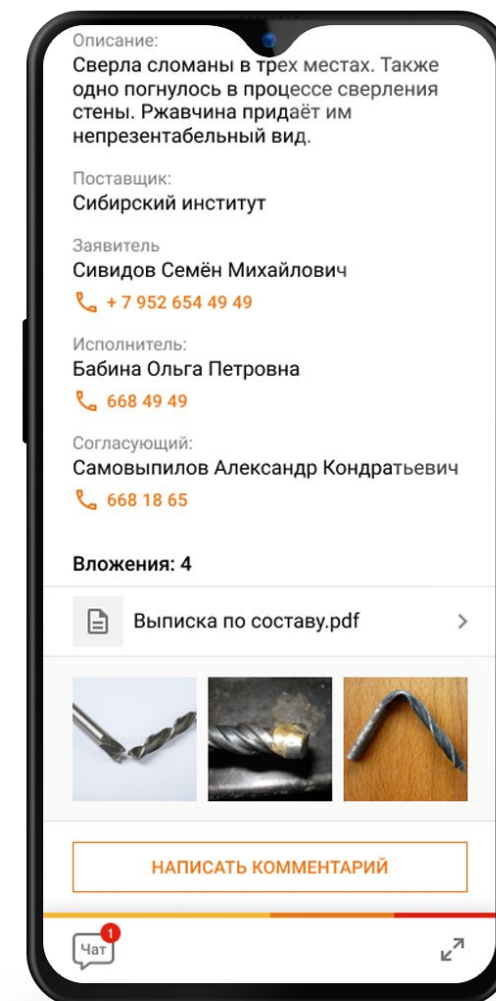 Описание:
Сверла сломаны в трех местах. Также
одно погнулось в процессе сверления
стены. Ржавчина придаёт им
непрезентабельный вид.
Поставщик:
Сибирский институт
Заявитель
Сивидов Семён Михайлович
+ 7 952 654 49 49
Исполнитель:
Бабина Ольга Петровна
668 49 49
Согласующий:
Самовыпилов Александр Кондратьевич
668 18 65
Вложения: 4
Выписка по составу.pdf
НАПИСАТЬ КОММЕНТАРИЙ
Чат
1